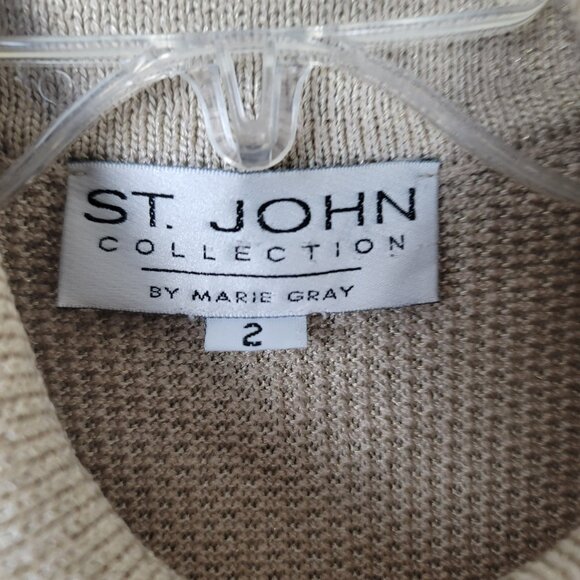 ST. JOHN
COLLECTION
BY MARIE GRAY
2